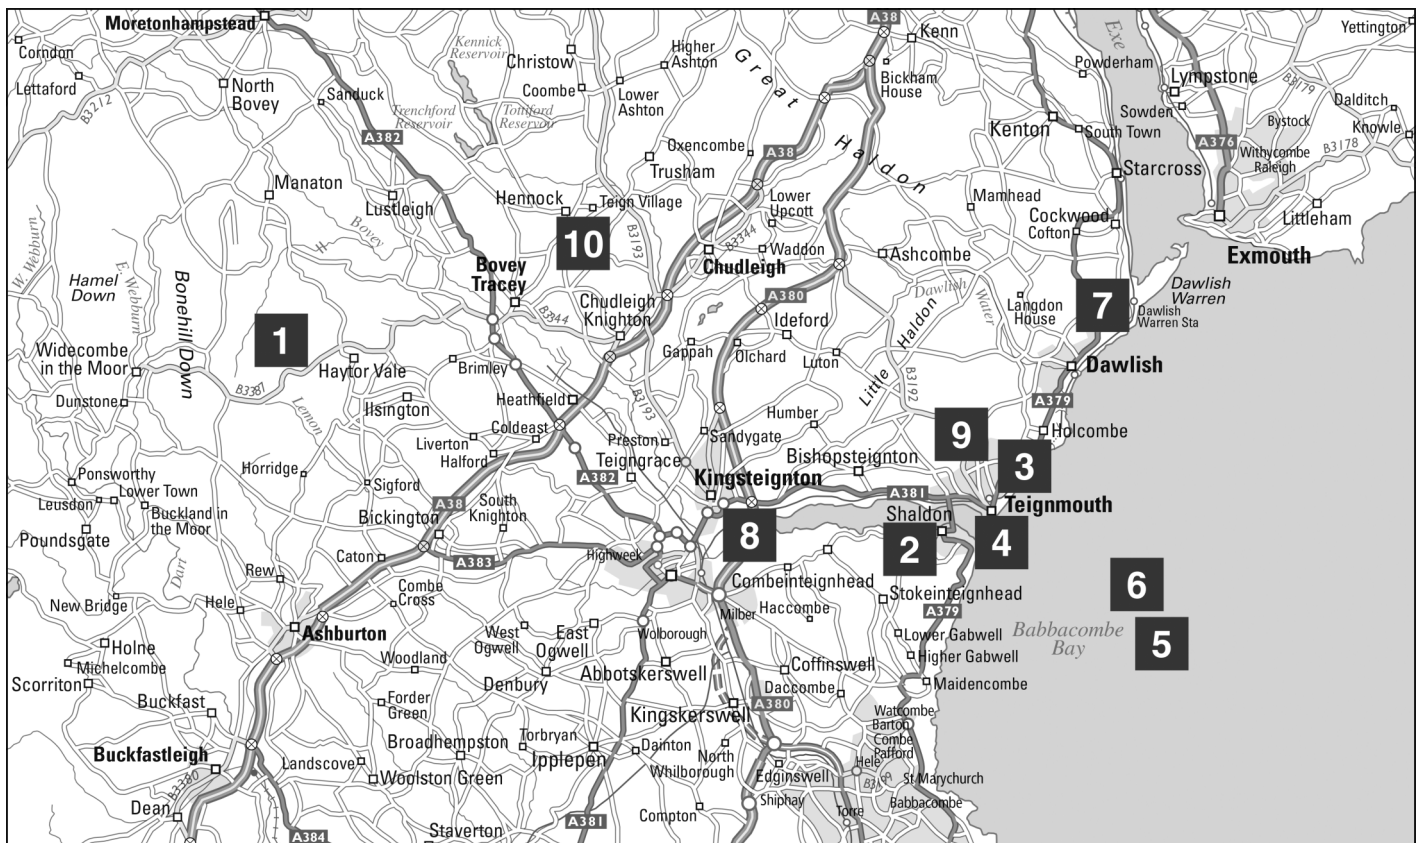 Moretonhampstead
Corndon
Lettaford
B3212
North
Bovey
Sanduck
A382
Kennick
Reservoir
Trenchford
Reservoir
Tottiford
Reservoir
Christow
Coombe
Higher
Ashton
Lower
Ashton
Great
Haldon
A38
Kenn
Bickham
House
Exe
Powderham
Lympstone
Sowden
Yettington
B3179
Dalditch
Bystock
Knowle
B3178
A376
Withycombe
Raleigh
Littleham
Exmouth
Kenton
South Town
Starcross
Oxencombe
Trusham
A38
Manaton
Lustleigh
Bovey
Hennock
Teign Village
B3193
10
Lower
Upcott
B3344
Waddon
Chudleigh
Mamhead
Cockwood
Cofton
Ashcombe
Dawlish
Water
W. Webburn
E. Webburn
Hamel
Down
Bonehill Down
Bovey
Tracey
B3344
Chudleigh
Knighton
A380
Ideford
Langdon
House
7
Dawlish
Warren
Dawlish
Warren Sta
1
Widecombe
in the Moor
Haytor Vale
B3387
Brimley
Gappah
Olchard
Luton
Little
Haldon
B3192
Dawlish
A379
Dunstone
Ilsington
Lemon
Heathfield
B3193
Coldeast
Liverton
Halford
Preston
Teigngrace
Sandygate
Humber
9
Holcombe
Bishopsteignton
3
Ponsworthy
Lower Town
Leusdon
Buckland in
the Moor
Horridge
Sigford
A382
Kingsteignton
A381
Teignmouth
A38
Bickington
South
Knighton
Shaldon
Poundsgate
Dart
8
2
4
Caton
A383
Highweek
Rew
Combe
Cross
Combeinteignhead
Stokeinteignhead
6
New Bridge
Hele
Milber
Haccombe
A379
Ashburton
West
Ogwell
East
Ogwell
Wolborough
Lower Gabwell
Babbacombe
Bay
5
Holne
Michelcombe
Scorriton
Woodland
Denbury
Abbotskerswell
Coffinswell
Higher Gabwell
Daccombe
Maidencombe
Buckfast
Forder
Green
Kingskerswell
A380
Watcombe
Barton
Combe
Pafford
Buckfastleigh
Broadhempston
Torbryan
Ipplepen
Dainton
North
Whilborough
Hele
B3380
Landscove
Woolston Green
Edginswell
B3199
St Marychurch
Dean
Shiphay
Babbacombe
Compton
Torre
A381
A384
Staverton